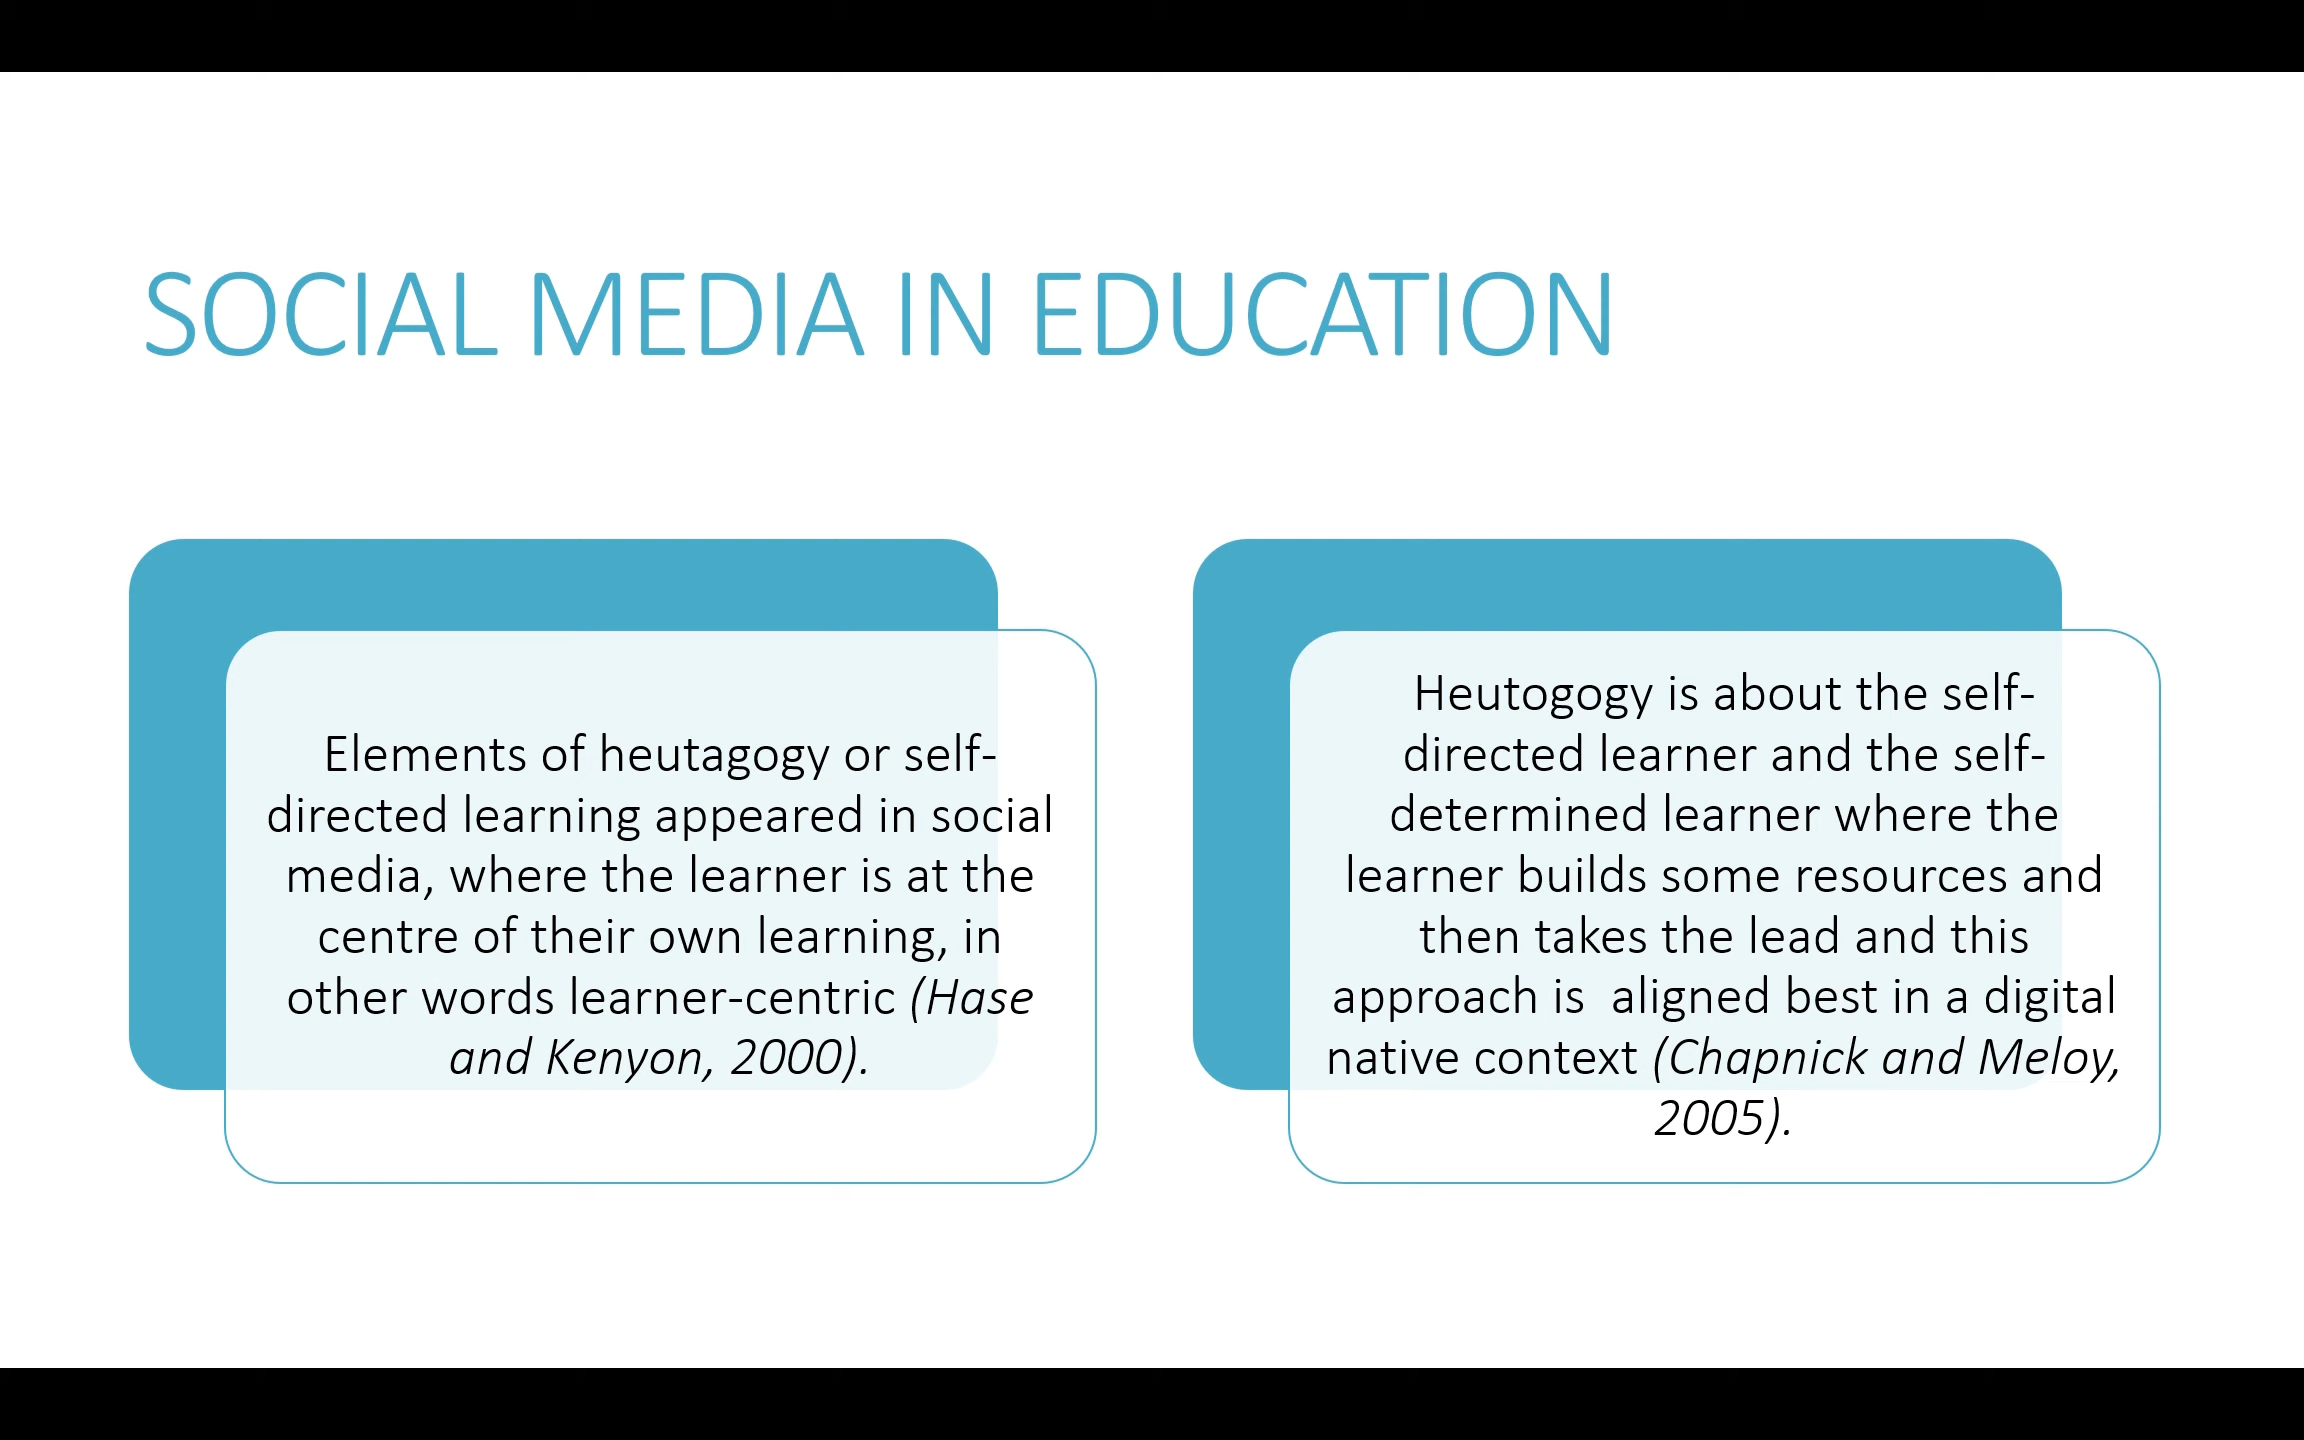 SOCIAL MEDIA IN EDUCATION
Elements of heutagogy or self-
directed learning appeared in social
media, where the learner is at the
centre of their own learning, in
other words learner-centric (Hase
and Kenyon, 2000).
Heutogogy is about the self-
directed learner and the self-
determined learner where the
learner builds some resources and
then takes the lead and this
approach is  aligned best in a digital
native context (Chapnick and Meloy,
2005).